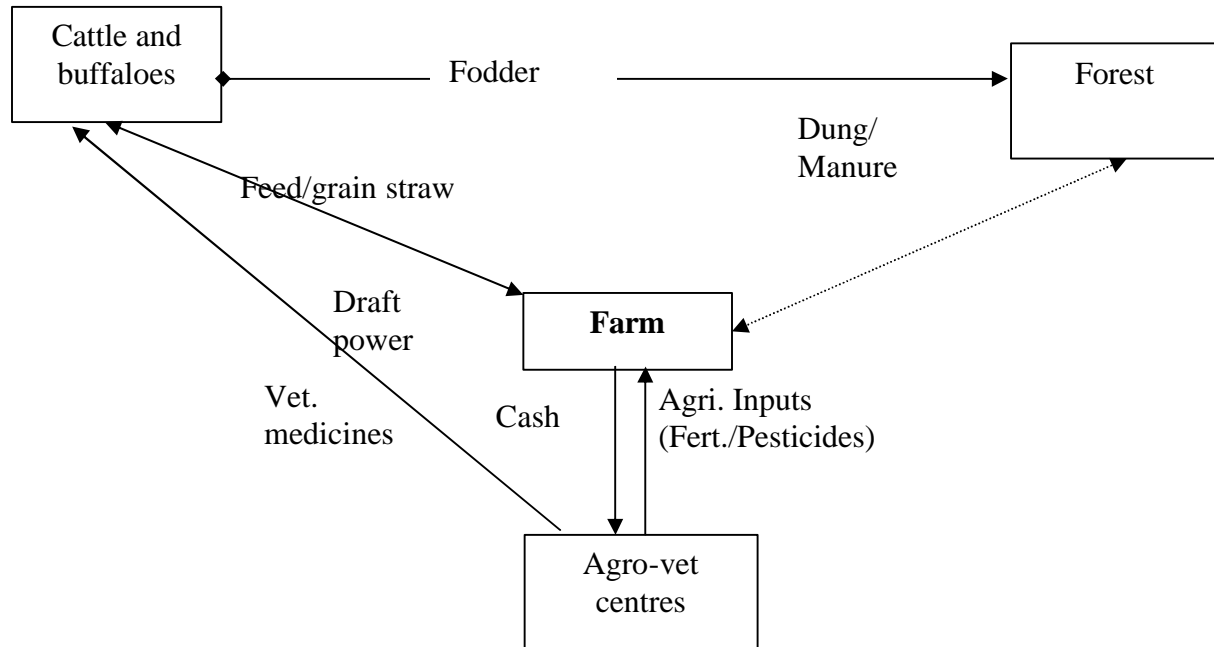 Cattle and
buffaloes
Fodder
Forest
Dung/
Manure
Feed/grain straw
Farm
Draft
power
Vet.
medicines
Cash
Agri. Inputs
(Fert./Pesticides)
Agro-vet
centres